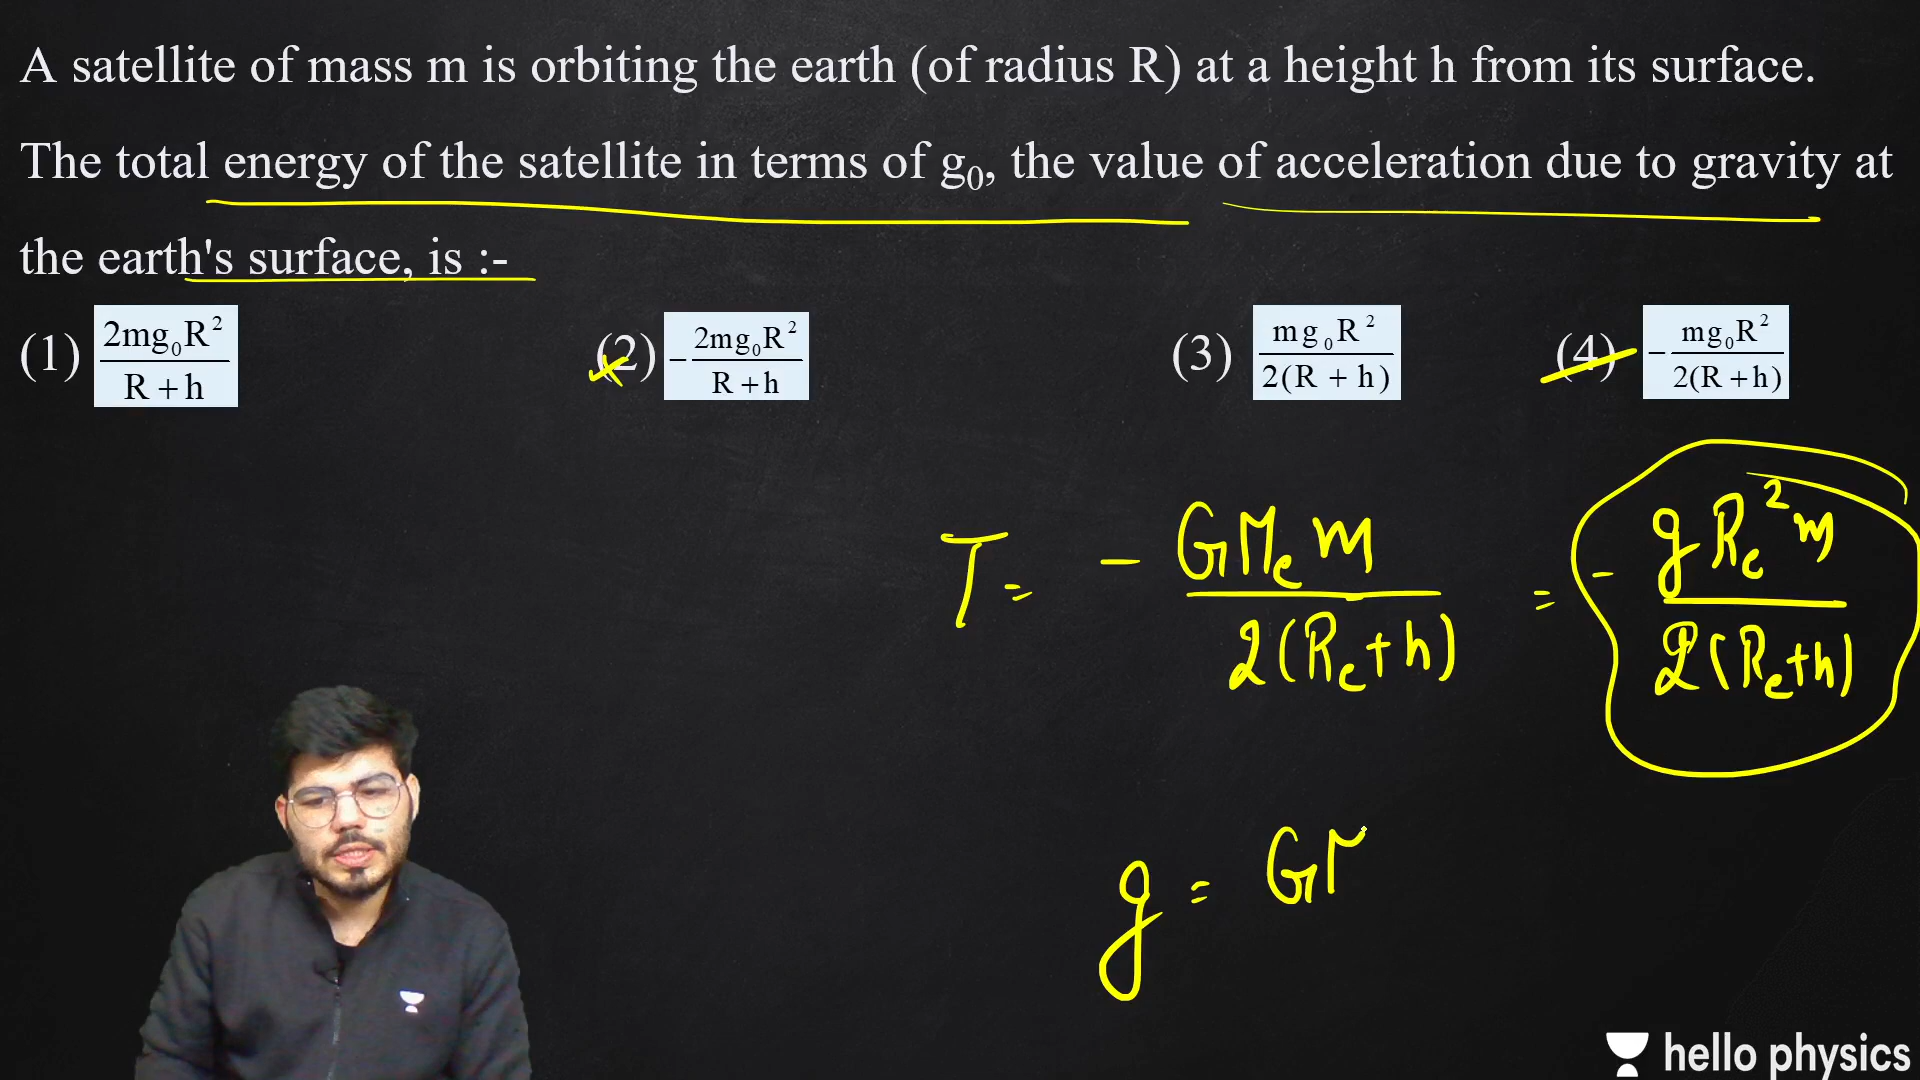 A satellite of mass m is orbiting the earth (of radius R) at a height h from its surface.
The total energy of the satellite in terms of g₀, the value of acceleration due to gravity at
the earth's surface, is :-
(1) 2mg₀R² / R + h (2) - 2mg₀R² / R + h (3) mg₀R² / 2(R + h) (4) - mg₀R² / 2(R + h)
T = - GMₑm / 2(Rₑ+h) = - gRₑ²m / 2(Rₑ+h)
g = GM
hello physics